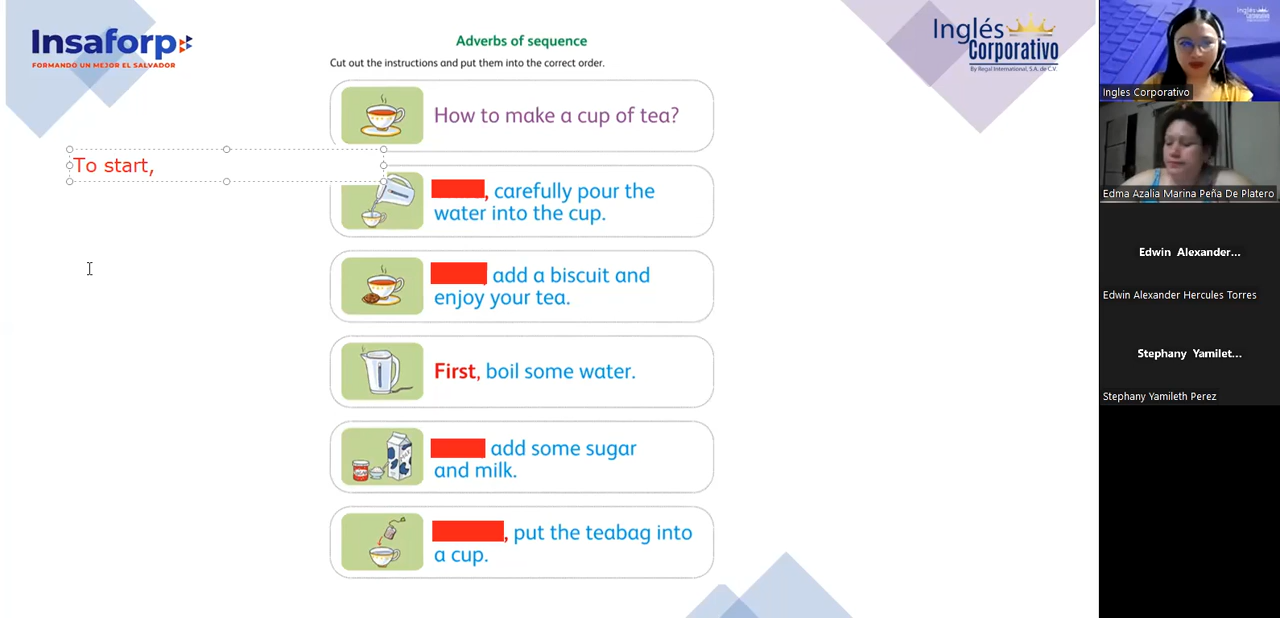 Insaforp
FORMANDO UN MEJOR EL SALVADOR
Inglés
Corporativo
By Regal International, S.A. de C.V.
Adverbs of sequence
Cut out the instructions and put them into the correct order.
How to make a cup of tea?
To start,
, carefully pour the
water into the cup.
add a biscuit and
enjoy your tea.
First, boil some water.
add some sugar
and milk.
, put the teabag into
a cup.
Ingles Corporativo
Edma Azalia Marina Peña De Platero
Edwin Alexander...
Edwin Alexander Hercules Torres
Stephany Yamilet...
Stephany Yamileth Perez